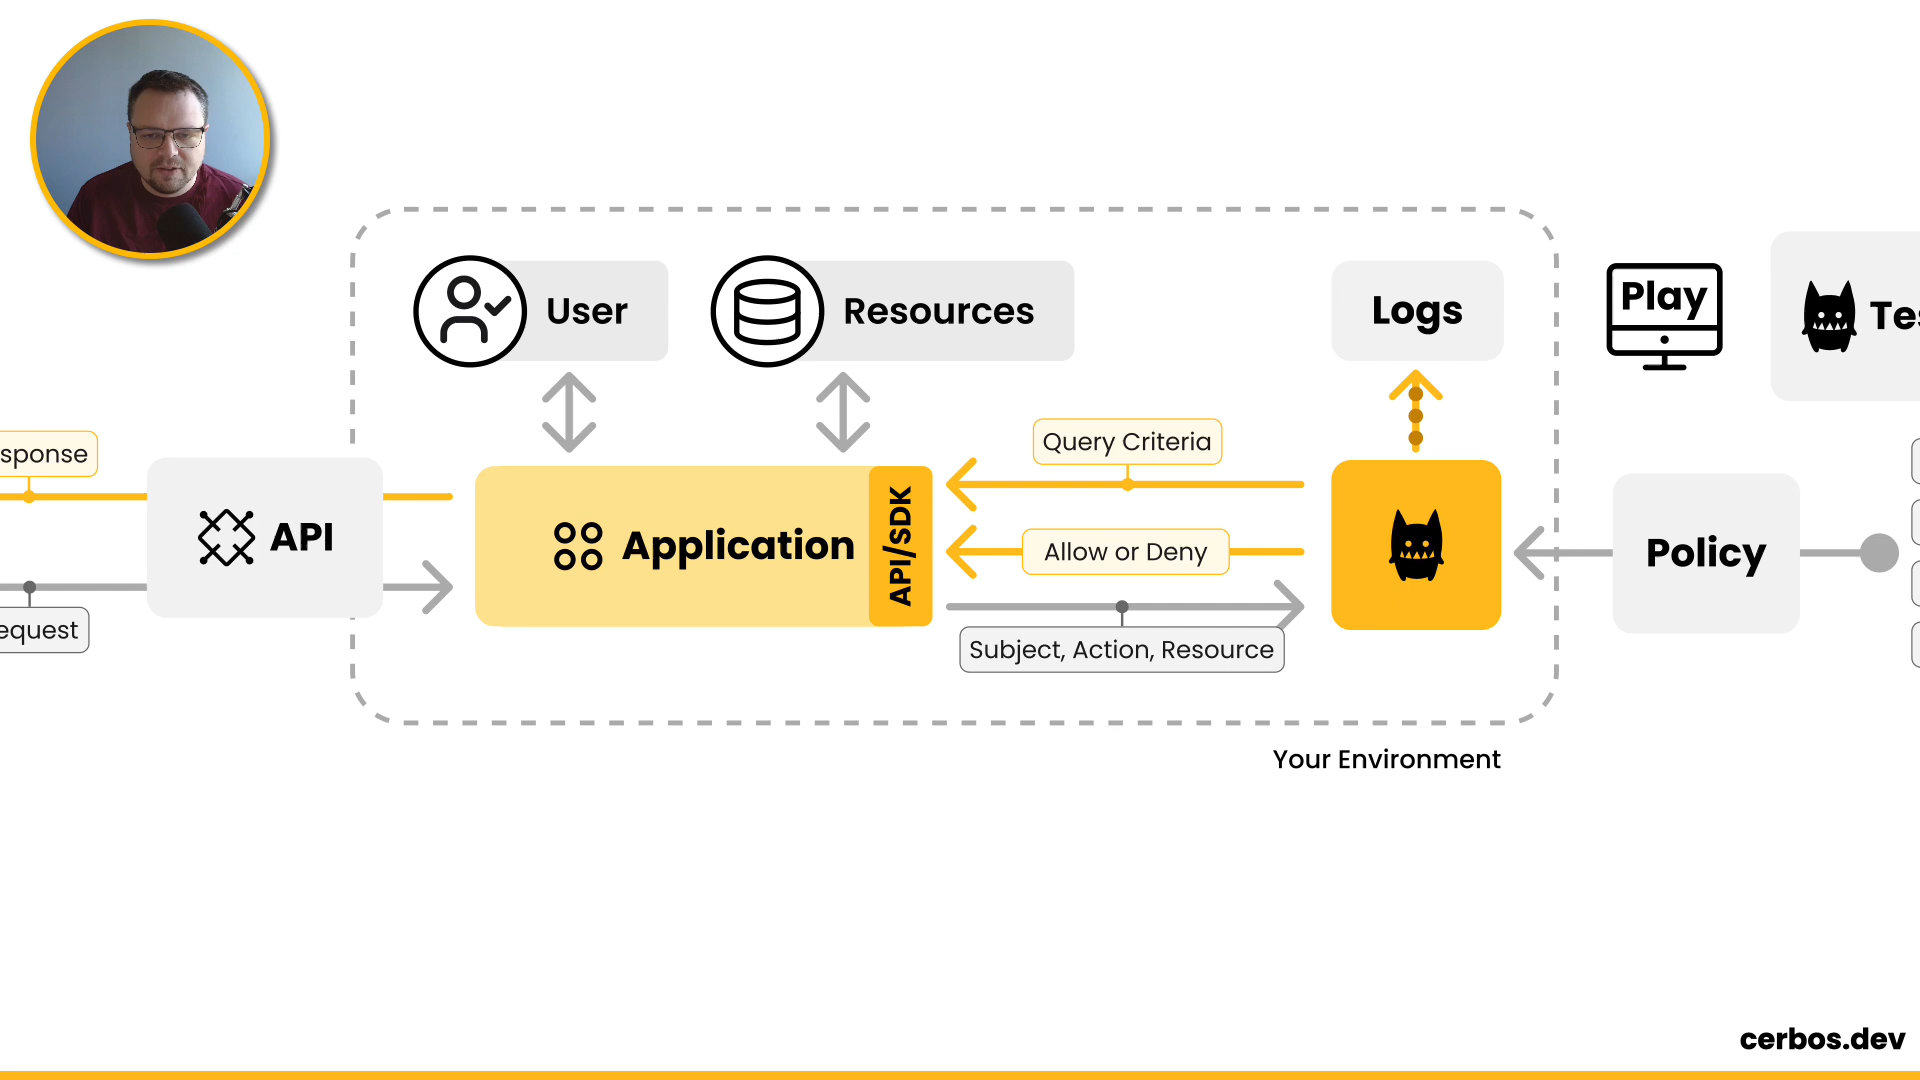 User
Resources
Logs
Play
Tes
sponse
Query Criteria
API
Application
API/SDK
Allow or Deny
Policy
equest
Subject, Action, Resource
Your Environment
cerbos.dev